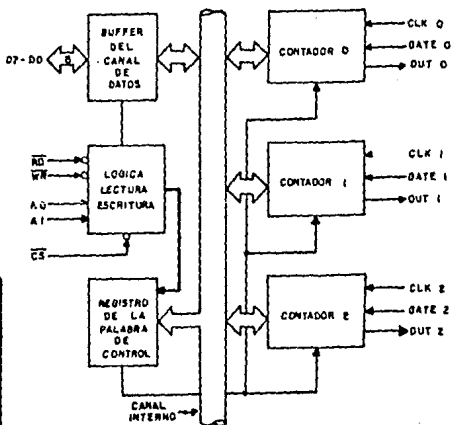 BUFFER
DEL
CANAL
DE
DATOS
D7-D0
8
RD
WR
A0
A1
CS
LOGICA
LECTURA
ESCRITURA
REGISTRO
DE LA
PALABRA
DE
CONTROL
CANAL
INTERNO
CONTADOR 0
CLK 0
GATE 0
OUT 0
CONTADOR 1
CLK 1
GATE 1
OUT 1
CONTADOR 2
CLK 2
GATE 2
OUT 2